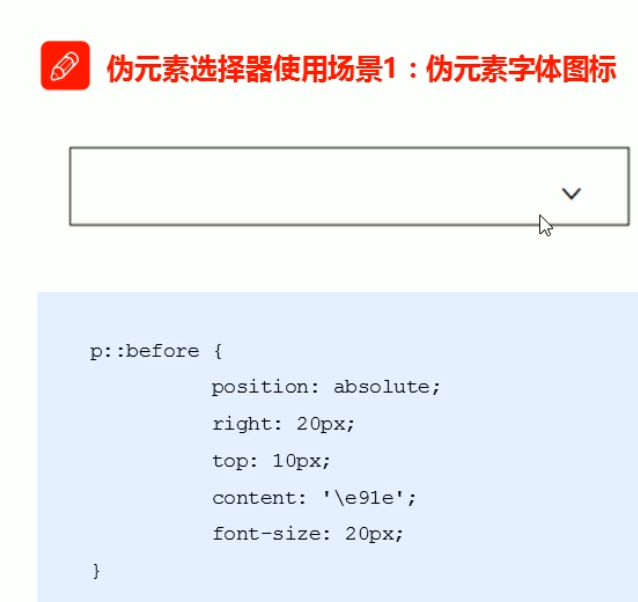 伪元素选择器使用场景1：伪元素字体图标
p::before {
position: absolute;
right: 20px;
top: 10px;
content: '\e91e';
font-size: 20px;
}